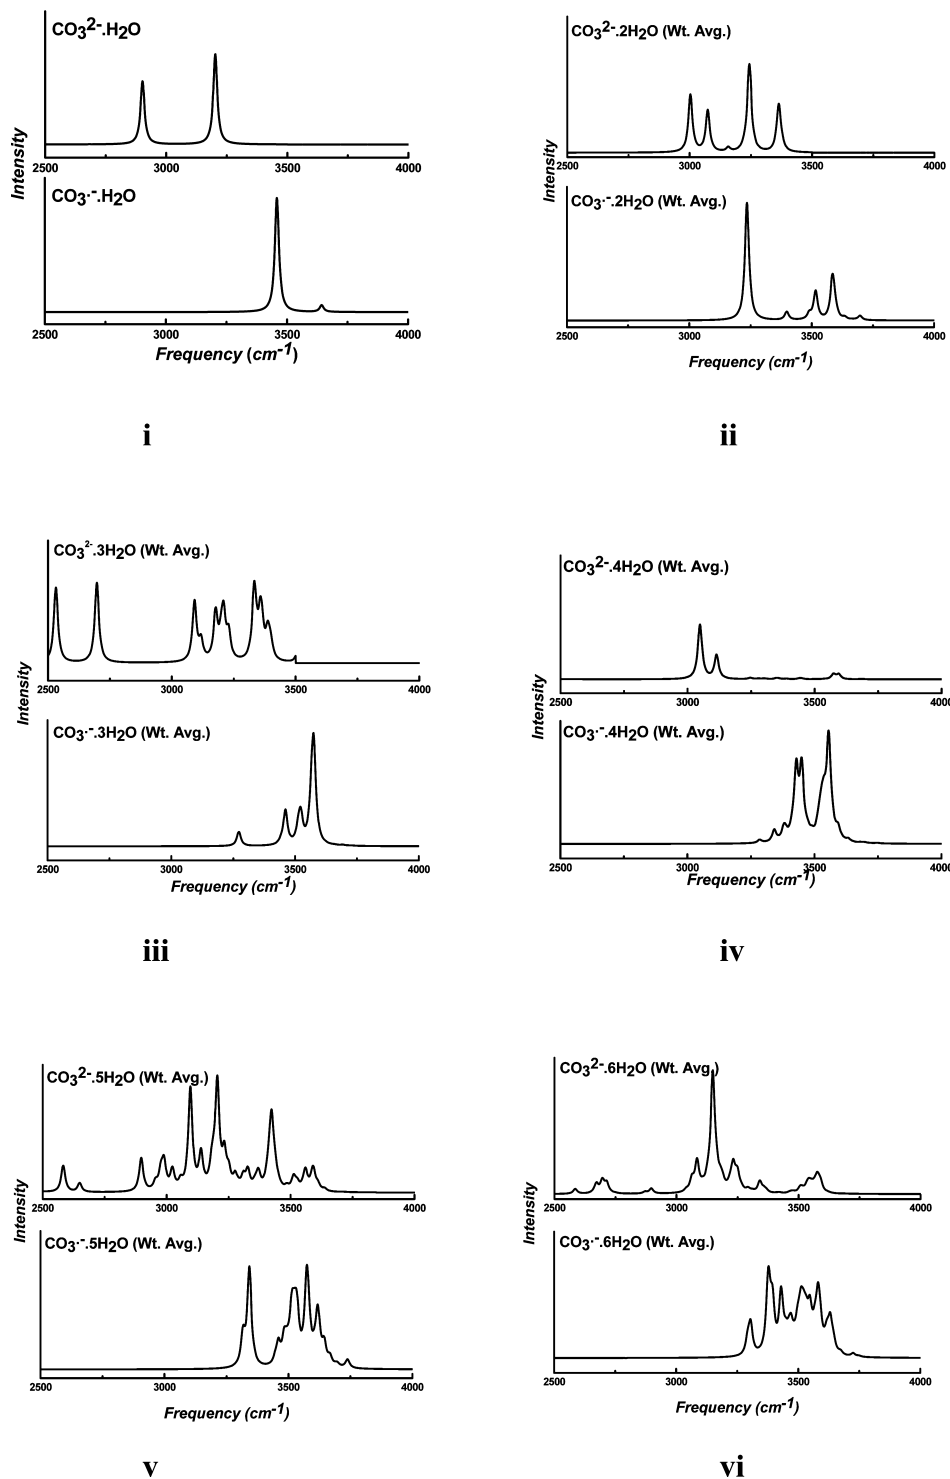 CO₃²⁻.H₂O
Intensity
2500 3000 3500 4000
CO₃.⁻.H₂O
2500 3000 3500 4000
Frequency (cm⁻¹)
i
CO₃²⁻.2H₂O (Wt. Avg.)
Intensity
2500 3000 3500 4000
CO₃.⁻.2H₂O (Wt. Avg.)
2500 3000 3500 4000
Frequency (cm⁻¹)
ii
CO₃²⁻.3H₂O (Wt. Avg.)
Intensity
2500 3000 3500 4000
CO₃.⁻.3H₂O (Wt. Avg.)
2500 3000 3500 4000
Frequency (cm⁻¹)
iii
CO₃²⁻.4H₂O (Wt. Avg.)
Intensity
2500 3000 3500 4000
CO₃.⁻.4H₂O (Wt. Avg.)
2500 3000 3500 4000
Frequency (cm⁻¹)
iv
CO₃²⁻.5H₂O (Wt. Avg.)
Intensity
2500 3000 3500 4000
CO₃.⁻.5H₂O (Wt. Avg.)
2500 3000 3500 4000
Frequency (cm⁻¹)
v
CO₃²⁻.6H₂O (Wt. Avg.)
Intensity
2500 3000 3500 4000
CO₃.⁻.6H₂O (Wt. Avg.)
2500 3000 3500 4000
Frequency (cm⁻¹)
vi